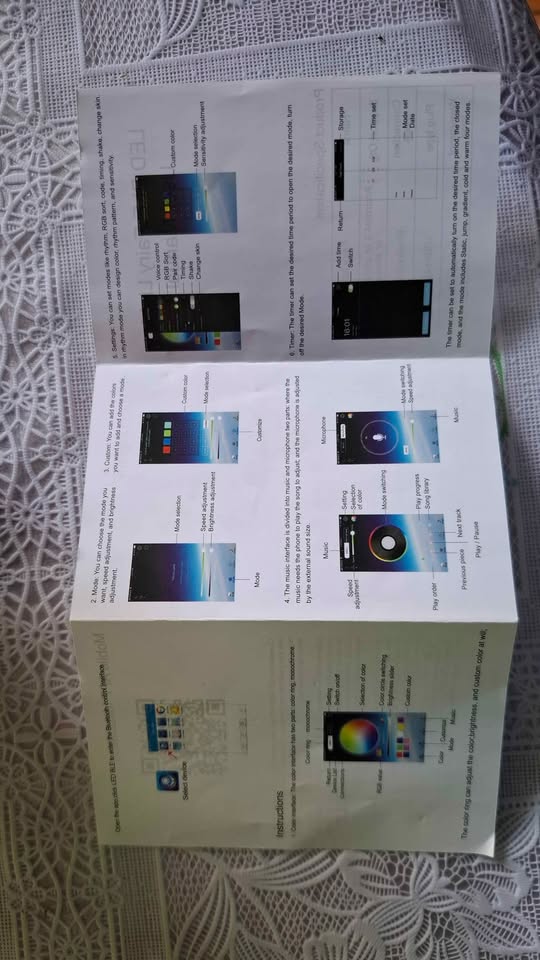 Open the app,click LED BLE to enter the Bluetooth control interface.
Select device
Instructions
1. Color interface: The color interface has two parts: color ring, monochrome
Color ring
monochrome
Return
Device List
Connections
RGB value
Setting
Switch on/off
Selection of color
Color circle switching
Brightness slider
Custom color
Color
Mode
Customize
Music
The color ring can adjust the color,brightness, and custom color at will;
2. Mode: You can choose the mode you
want, speed adjustment, and brightness
adjustment.
Mode selection
Speed adjustment
Brightness adjustment
Mode
3. Custom: You can add the colors
you want to add and choose a mode.
Custom color
Mode selection
Customize
4. The music interface is divided into music and microphone two parts: where the
music needs the phone to play the song to adjust; and the microphone is adjusted
by the external sound size.
Music
Speed
adjustment
Setting
Selection
of color
Mode switching
Play progress
Song library
Play order
Previous piece
Play / Pause
Next track
Microphone
Mode switching
Speed adjustment
Music
5. Setting: You can set modes like rhythm, RGB sort, code, timing, shake, change skin.
in rhythm mode you can design color, rhythm pattern, and sensitivity.
Voice control
RGB Sort
Pair code
Timing
Shake
Change skin
Custom color
Mode selection
Sensitivity adjustment
6. Timer: The timer can set the desired time period to open the desired mode, turn
off the desired Mode.
Add time
Switch
16:01
Return
Storage
Time set
Mode set
Date
The timer can be set to automatically turn on the desired time period, the closed
mode, and the mode includes Static, jump, gradient, cold and warm four modes.